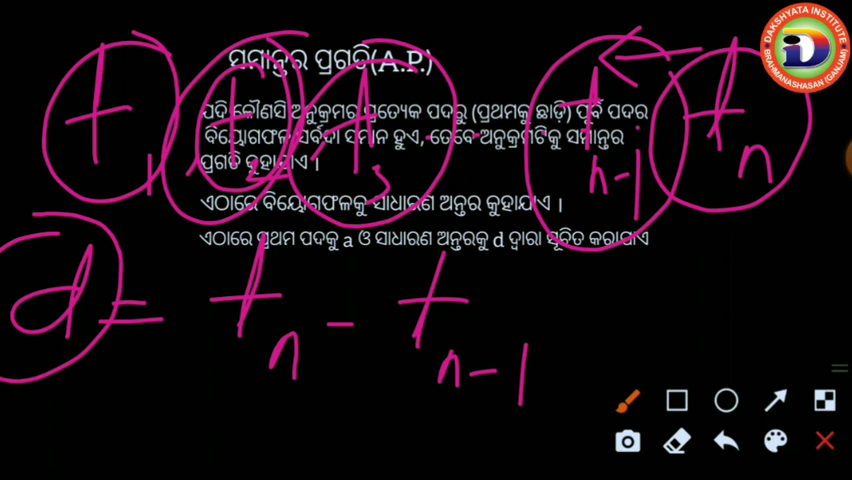 ସମାନ୍ତର ପ୍ରଗତି(A.P.)
ଯଦି କୌଣସି ଅନୁକ୍ରମର ପ୍ରତ୍ୟେକ ପଦରୁ (ପ୍ରଥମକୁ ଛାଡ଼ି) ପୂର୍ବ ପଦର
ବିୟୋଗଫଳ ସର୍ବଦା ସମାନ ହୁଏ, ତେବେ ଅନୁକ୍ରମଟିକୁ ସମାନ୍ତର
ପ୍ରଗତି କୁହାଯାଏ ।
ଏଠାରେ ବିୟୋଗଫଳକୁ ସାଧାରଣ ଅନ୍ତର କୁହାଯାଏ ।
ଏଠାରେ ପ୍ରଥମ ପଦକୁ a ଓ ସାଧାରଣ ଅନ୍ତରକୁ d ଦ୍ୱାରା ସୂଚିତ କରାଯାଏ
t₁, t₂, t₃ - - tₙ₋₁ tₙ
d = tₙ - tₙ₋₁
DAKSHYATA INSTITUTE
BRAHMANASHASAN (GANJAM)